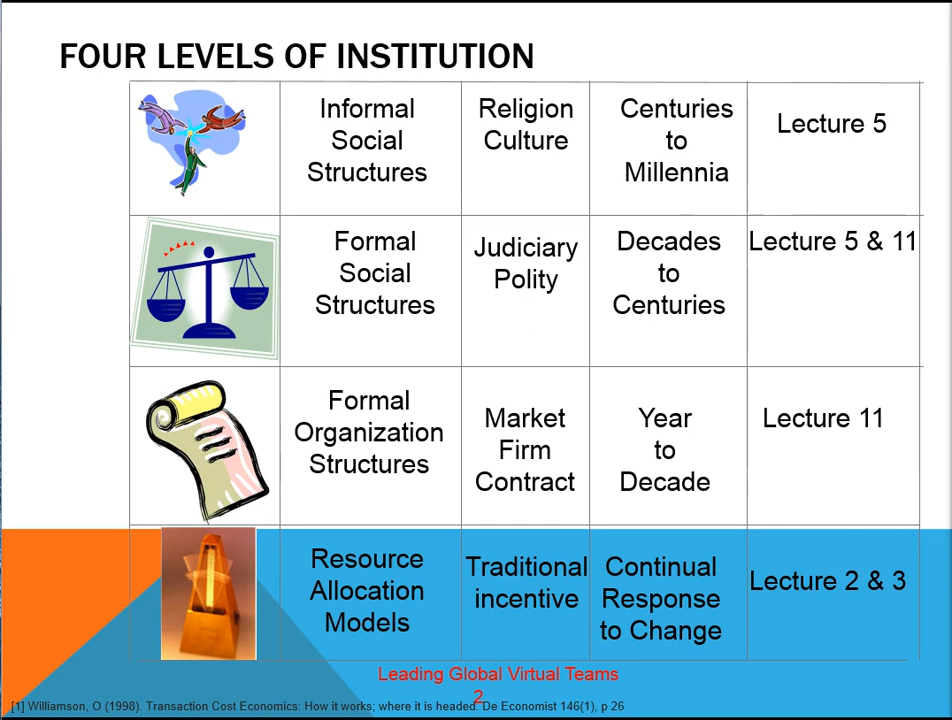 FOUR LEVELS OF INSTITUTION
Informal
Social
Structures
Religion
Culture
Centuries
to
Millennia
Lecture 5
Formal
Social
Structures
Judiciary
Polity
Decades
to
Centuries
Lecture 5 & 11
Formal
Organization
Structures
Market
Firm
Contract
Year
to
Decade
Lecture 11
Resource
Allocation
Models
Traditional
incentive
Continual
Response
to Change
Lecture 2 & 3
Leading Global Virtual Teams
2
[1] Williamson, O (1998). Transaction Cost Economics: How it works; where it is headed. De Economist 146(1), p 26